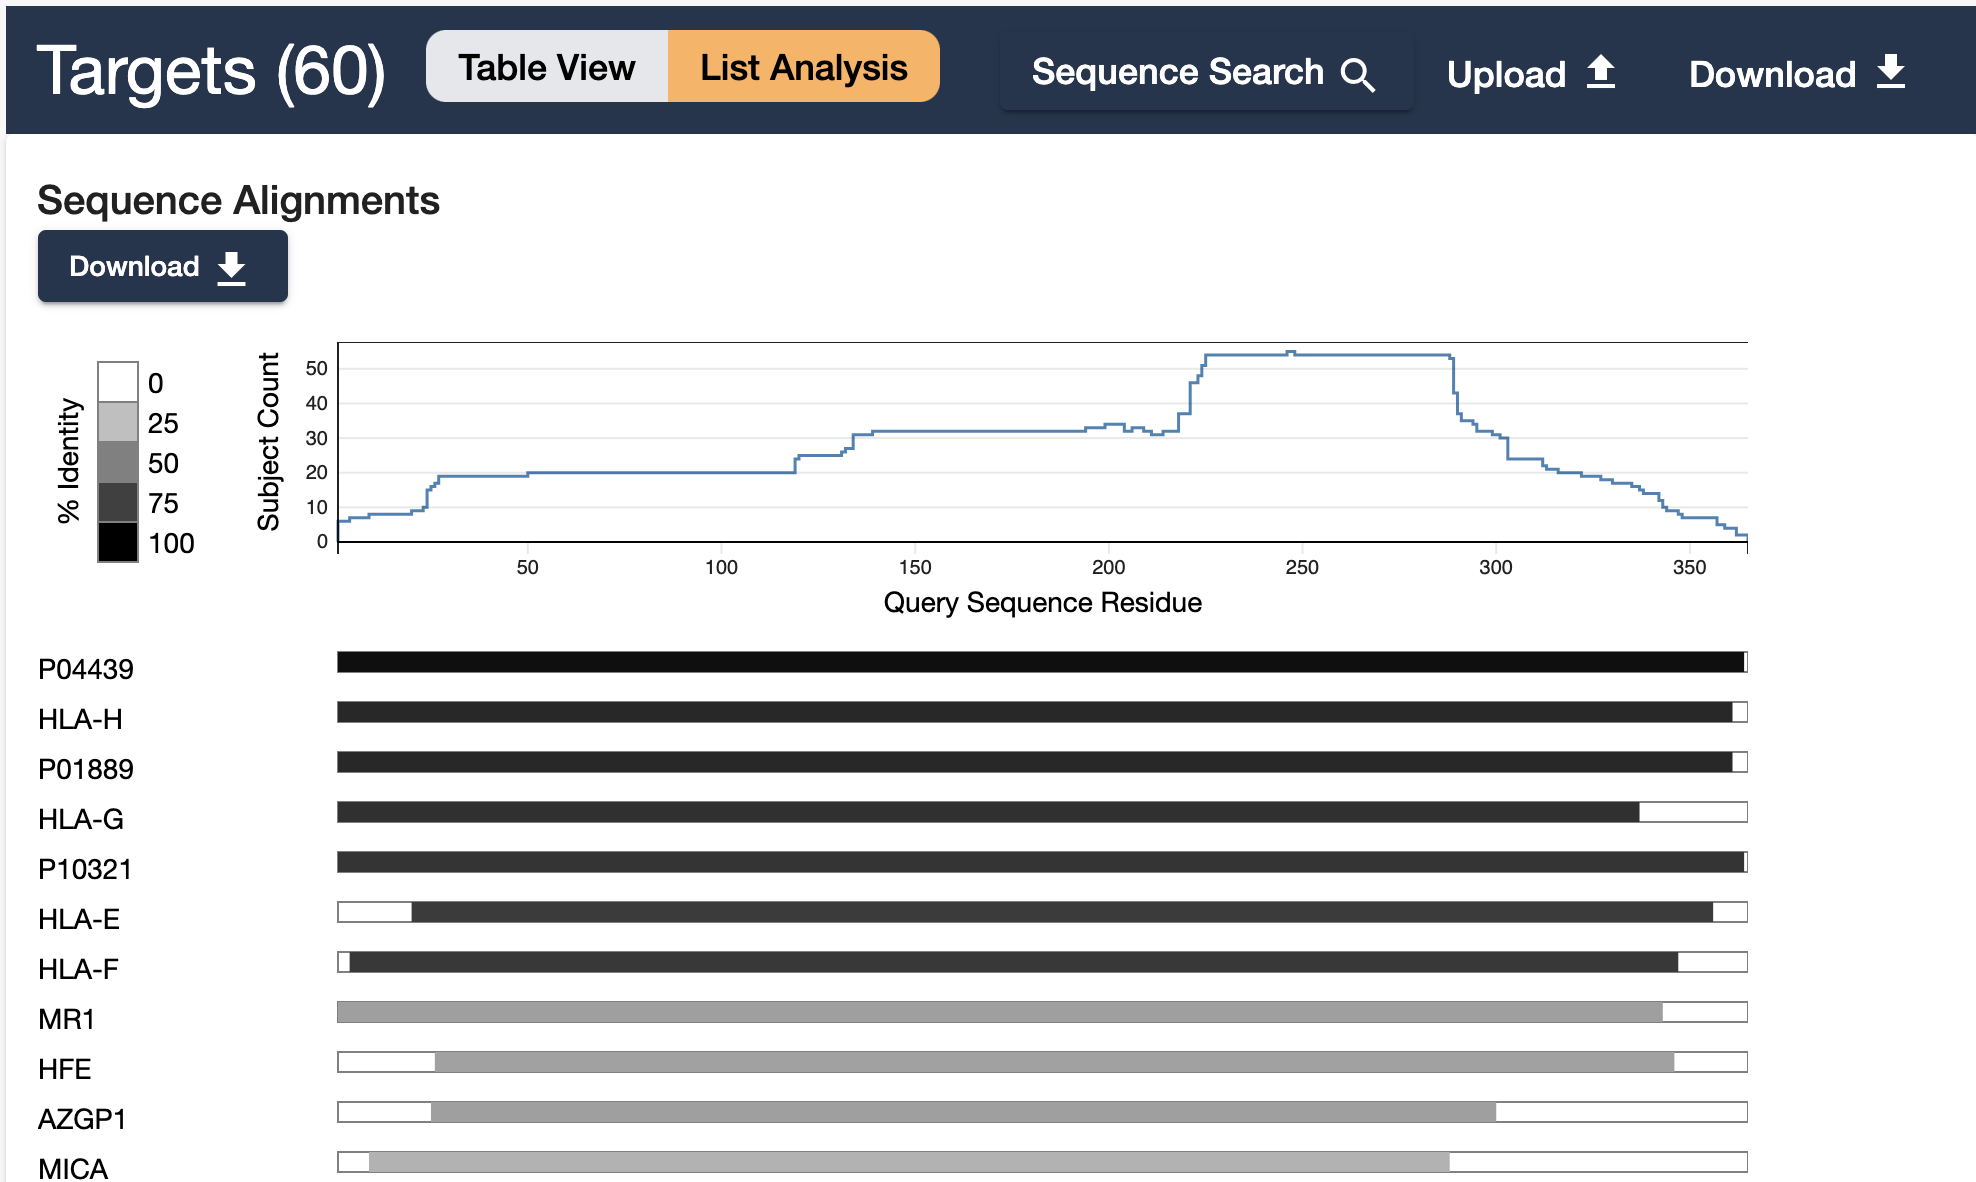 Targets (60)
Table View
List Analysis
Sequence Search
Upload
Download
Sequence Alignments
Download
% Identity
0
25
50
75
100
Subject Count
50
40
30
20
10
0
50
100
150
200
250
300
350
Query Sequence Residue
P04439
HLA-H
P01889
HLA-G
P10321
HLA-E
HLA-F
MR1
HFE
AZGP1
MICA